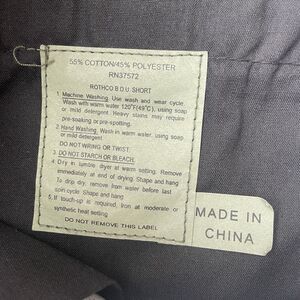 55% COTTON/45% POLYESTER
RN37572
ROTHCO B.D.U. SHORT
1. Machine Washing: Use wash and wear cycle.
Wash with warm water 120°F(49°C), using soap
or mild detergent. Heavy stains may require
pre-soaking or pre-spotting.
2. Hand Washing: Wash in warm water, using soap
or mild detergent.
DO NOT WRING OR TWIST.
3. DO NOT STARCH OR BLEACH.
4. Dry in tumble dryer at warm setting. Remove
immediately at end of drying. Shape and hang
To drip dry, remove from water before last
spin cycle. Shape and hang
5. If touch-up is required, iron at moderate or
synthetic heat setting
DO NOT REMOVE THIS LABEL
MADE IN
CHINA